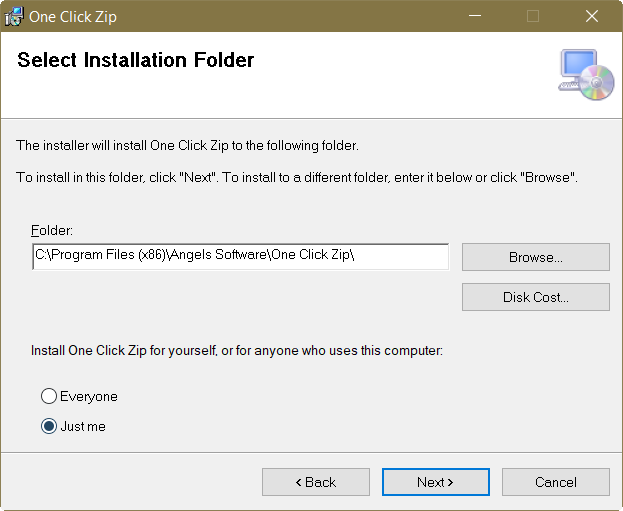 One Click Zip
Select Installation Folder
The installer will install One Click Zip to the following folder.
To install in this folder, click "Next". To install to a different folder, enter it below or click "Browse".
Folder:
C:\Program Files (x86)\Angels Software\One Click Zip\
Browse...
Disk Cost...
Install One Click Zip for yourself, or for anyone who uses this computer:
Everyone
Just me
< Back
Next >
Cancel